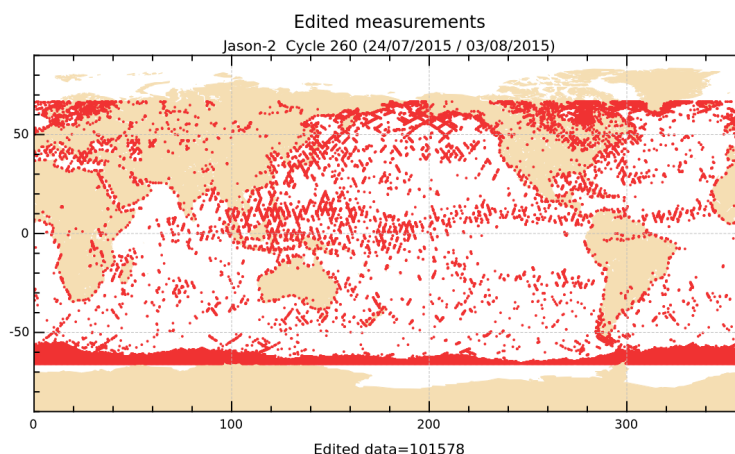 Edited measurements
Jason-2 Cycle 260 (24/07/2015 / 03/08/2015)
50
0
-50
0 100 200 300
Edited data=101578